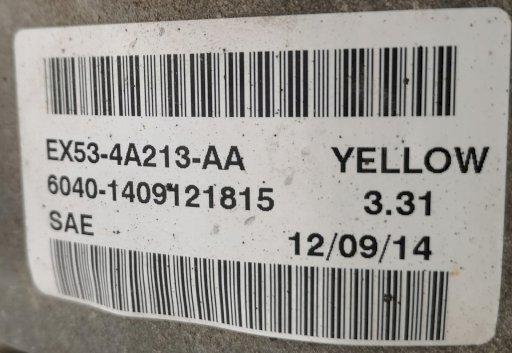 EX53-4A213-AA YELLOW
6040-1409121815 3.31
SAE 12/09/14